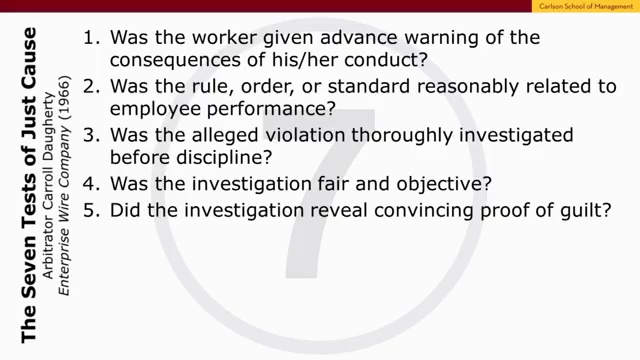 Carlson School of Management
The Seven Tests of Just Cause
Arbitrator Carroll Daugherty
Enterprise Wire Company (1966)
1. Was the worker given advance warning of the
consequences of his/her conduct?
2. Was the rule, order, or standard reasonably related to
employee performance?
3. Was the alleged violation thoroughly investigated
before discipline?
4. Was the investigation fair and objective?
5. Did the investigation reveal convincing proof of guilt?
7